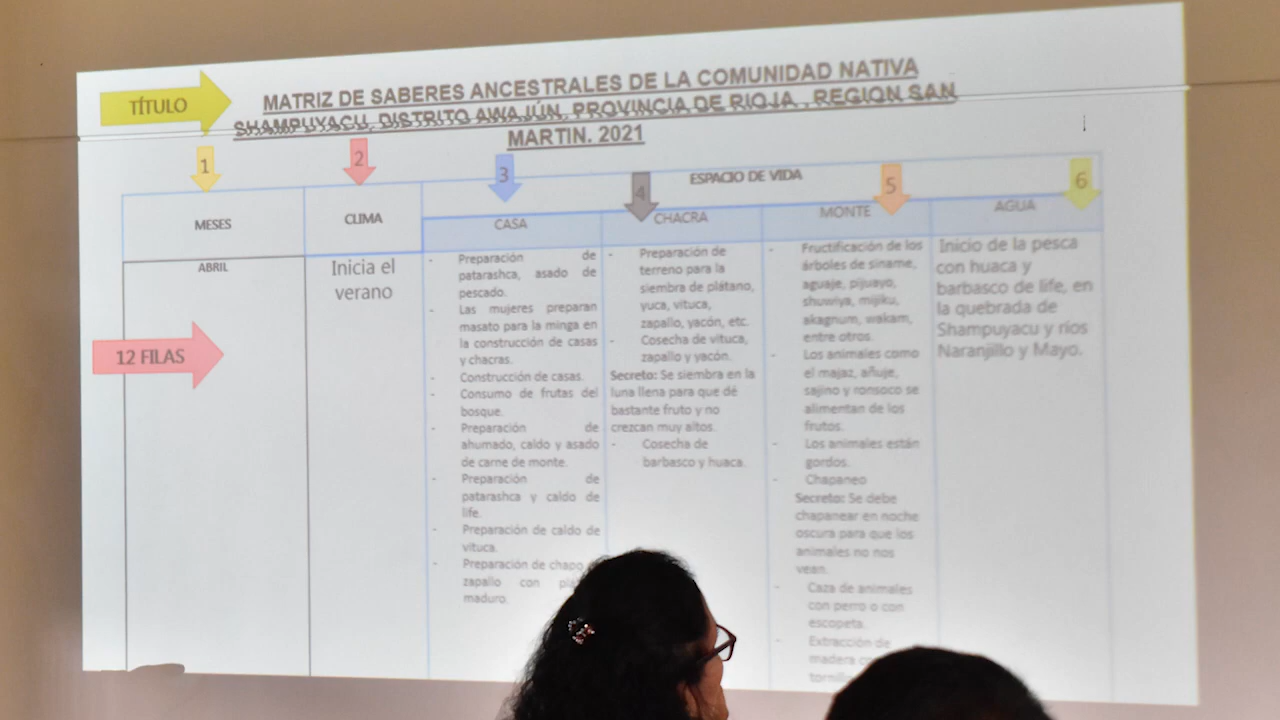 TÍTULO
MATRIZ DE SABERES ANCESTRALES DE LA COMUNIDAD NATIVA
SHAMPUYACU, DISTRITO AWAJÚN, PROVINCIA DE RIOJA , REGION SAN
MARTIN. 2021
1
2
3
4
5
6
MESES
CLIMA
ESPACIO DE VIDA
CASA
CHACRA
MONTE
AGUA
ABRIL
12 FILAS
Inicia el
verano
- Preparación de
patarashca, asado de
pescado.
- Las mujeres preparan
masato para la minga en
la construcción de casas
y chacras.
- Construcción de casas.
- Consumo de frutas del
bosque.
- Preparación de
ahumado, caldo y asado
de carne de monte.
- Preparación de
patarashca y caldo de
life.
- Preparación de caldo de
vituca.
- Preparación de chapo
zapallo con
maduro.
- Preparación de
terreno para la
siembra de plátano,
yuca, vituca,
zapallo, yacón, etc.
- Cosecha de vituca,
zapallo y yacón.
Secreto: Se siembra en la
luna llena para que dé
bastante fruto y no
crezcan muy altos.
- Cosecha de
barbasco y huaca.
- Fructificación de los
árboles de siname,
aguaje, pijuayo,
shuwiya, mijiku,
akagnum, wakam,
entre otros.
- Los animales como
el majaz, añuje,
sajino y ronsoco se
alimentan de los
frutos.
- Los animales están
gordos.
- Chapaneo
Secreto: Se debe
chapanear en noche
oscura para que los
animales no nos
vean.
- Caza de animales
con perro o con
escopeta.
- Extracción de
madera
Inicio de la pesca
con huaca y
barbasco de life, en
la quebrada de
Shampuyacu y ríos
Naranjillo y Mayo.